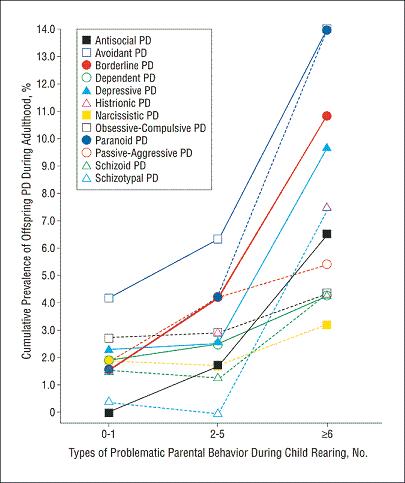 Cumulative Prevalence of Offspring PD During Adulthood, %
14.0
13.0
12.0
11.0
10.0
9.0
8.0
7.0
6.0
5.0
4.0
3.0
2.0
1.0
0
Antisocial PD
Avoidant PD
Borderline PD
Dependent PD
Depressive PD
Histrionic PD
Narcissistic PD
Obsessive-Compulsive PD
Paranoid PD
Passive-Aggressive PD
Schizoid PD
Schizotypal PD
0-1
2-5
≥6
Types of Problematic Parental Behavior During Child Rearing, No.